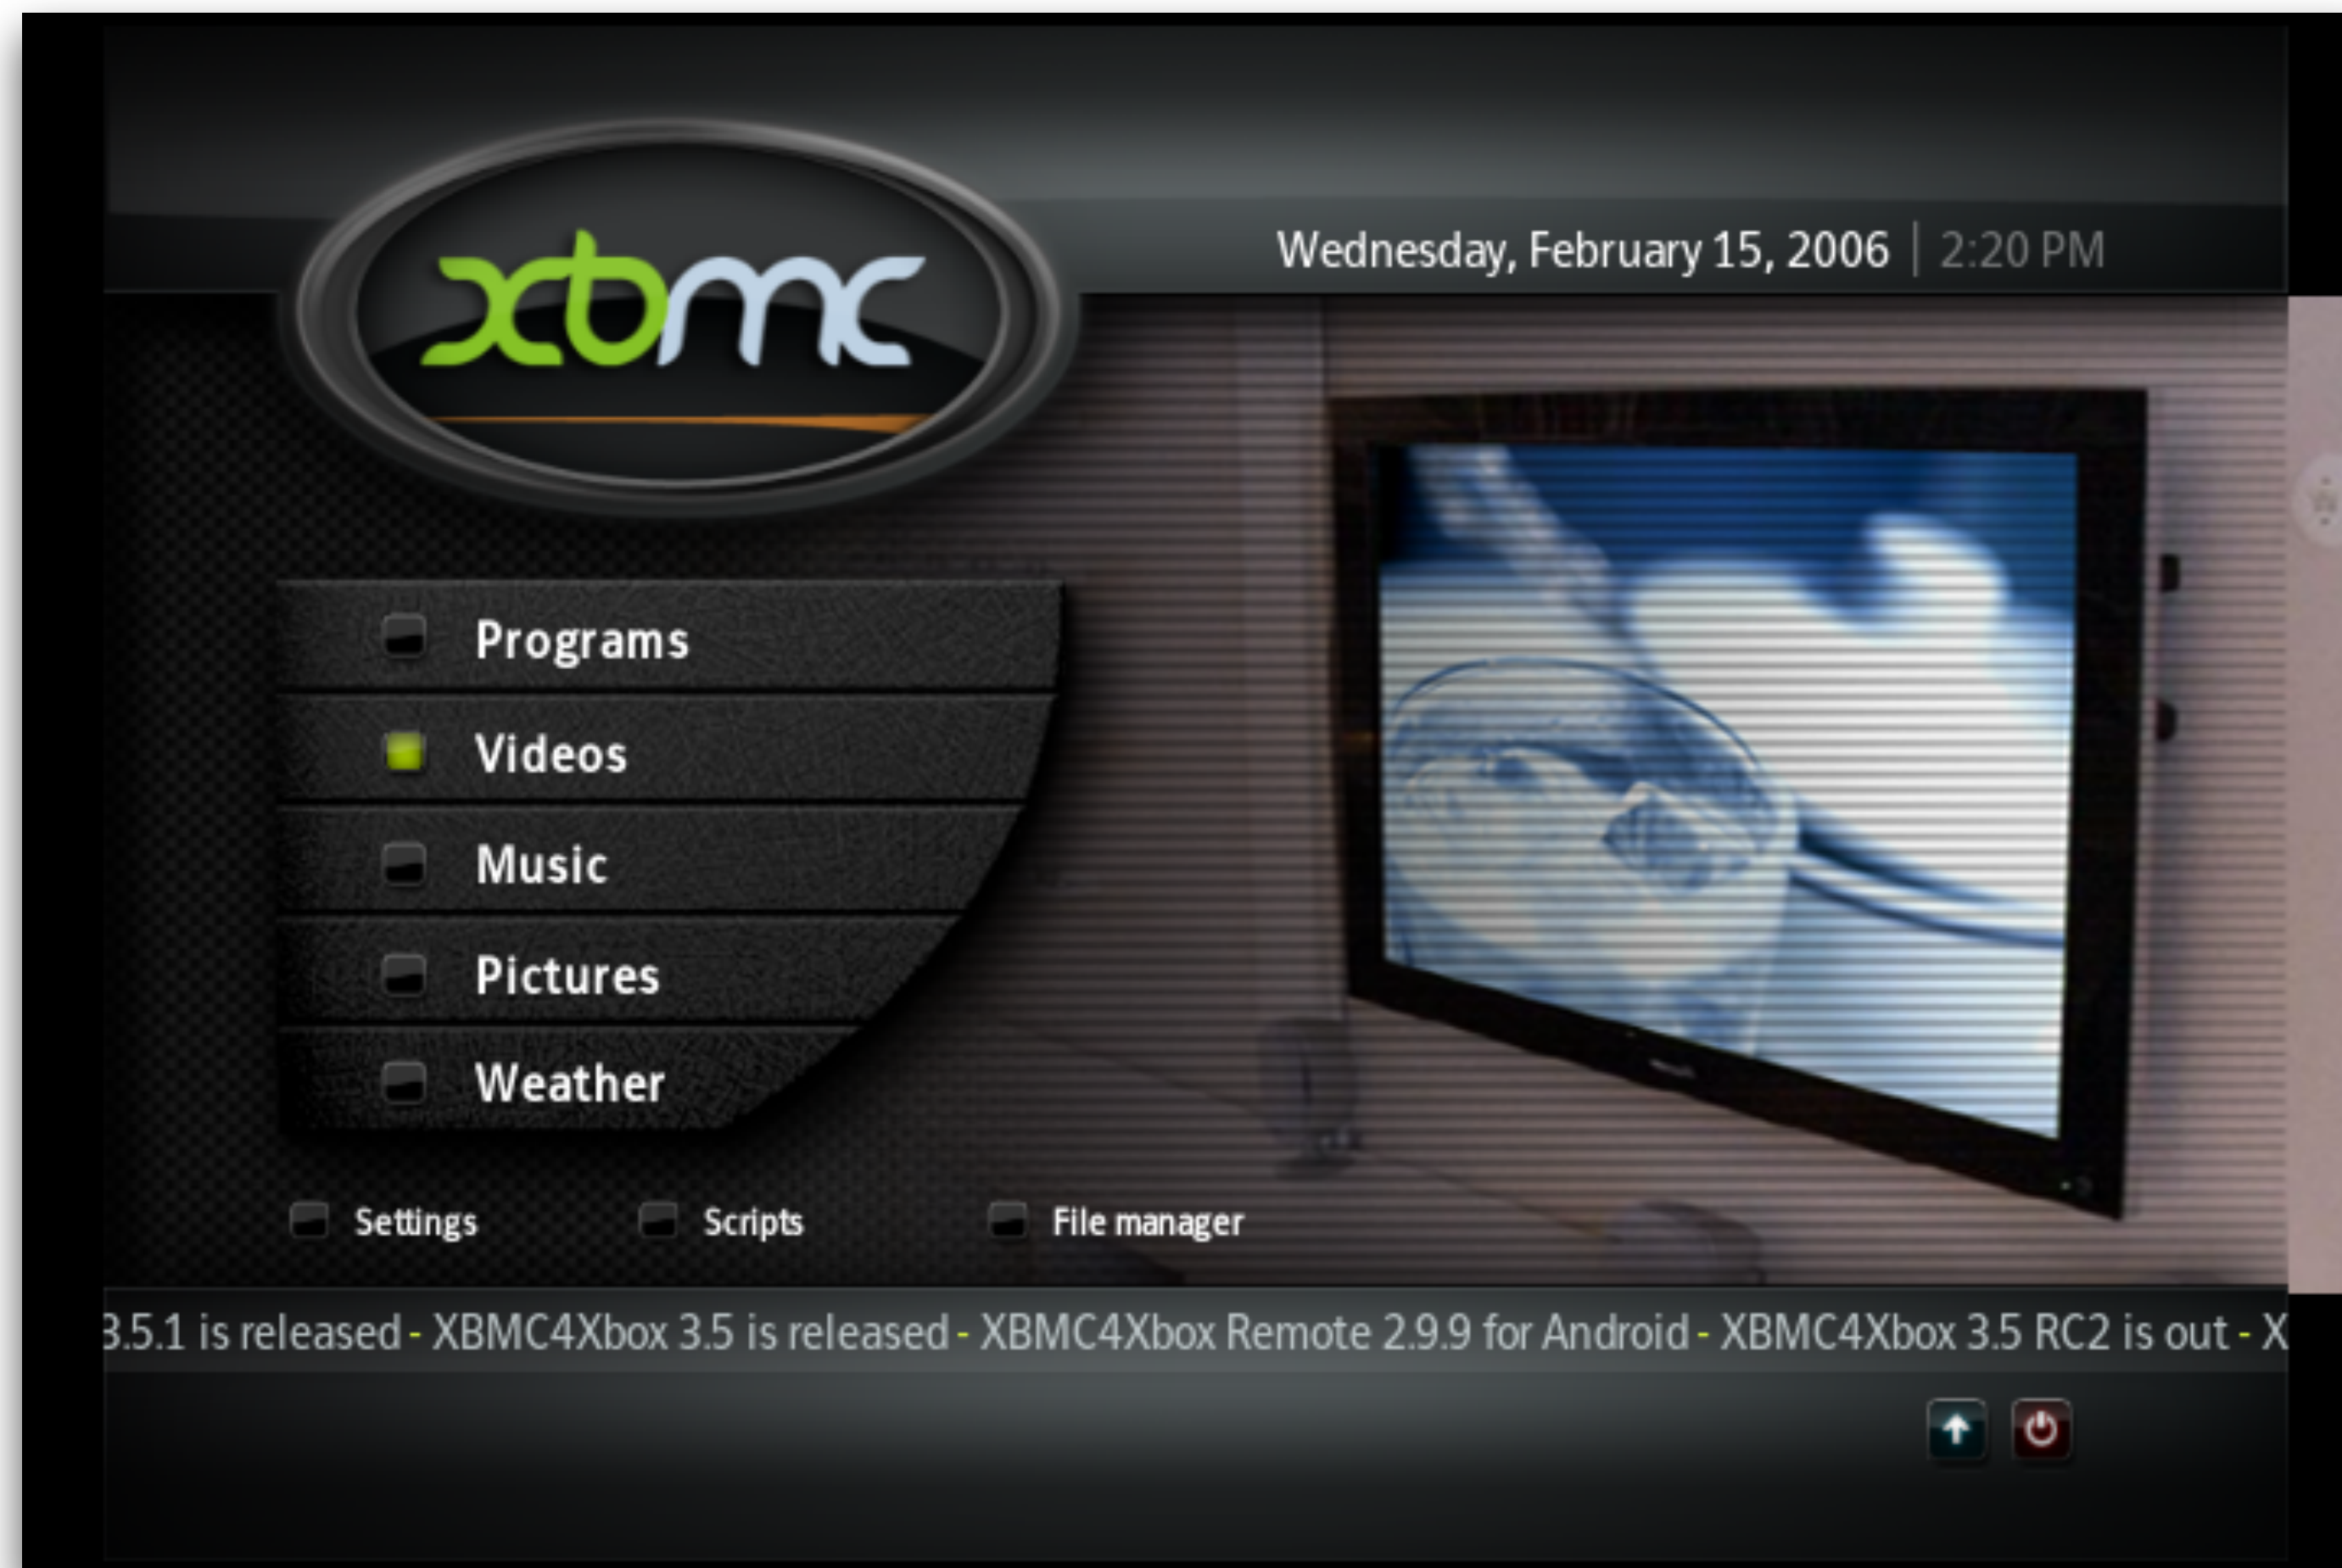 xbmc
Wednesday, February 15, 2006 | 2:20 PM
Programs
Videos
Music
Pictures
Weather
Settings Scripts File manager
3.5.1 is released - XBMC4Xbox 3.5 is released - XBMC4Xbox Remote 2.9.9 for Android - XBMC4Xbox 3.5 RC2 is out - X